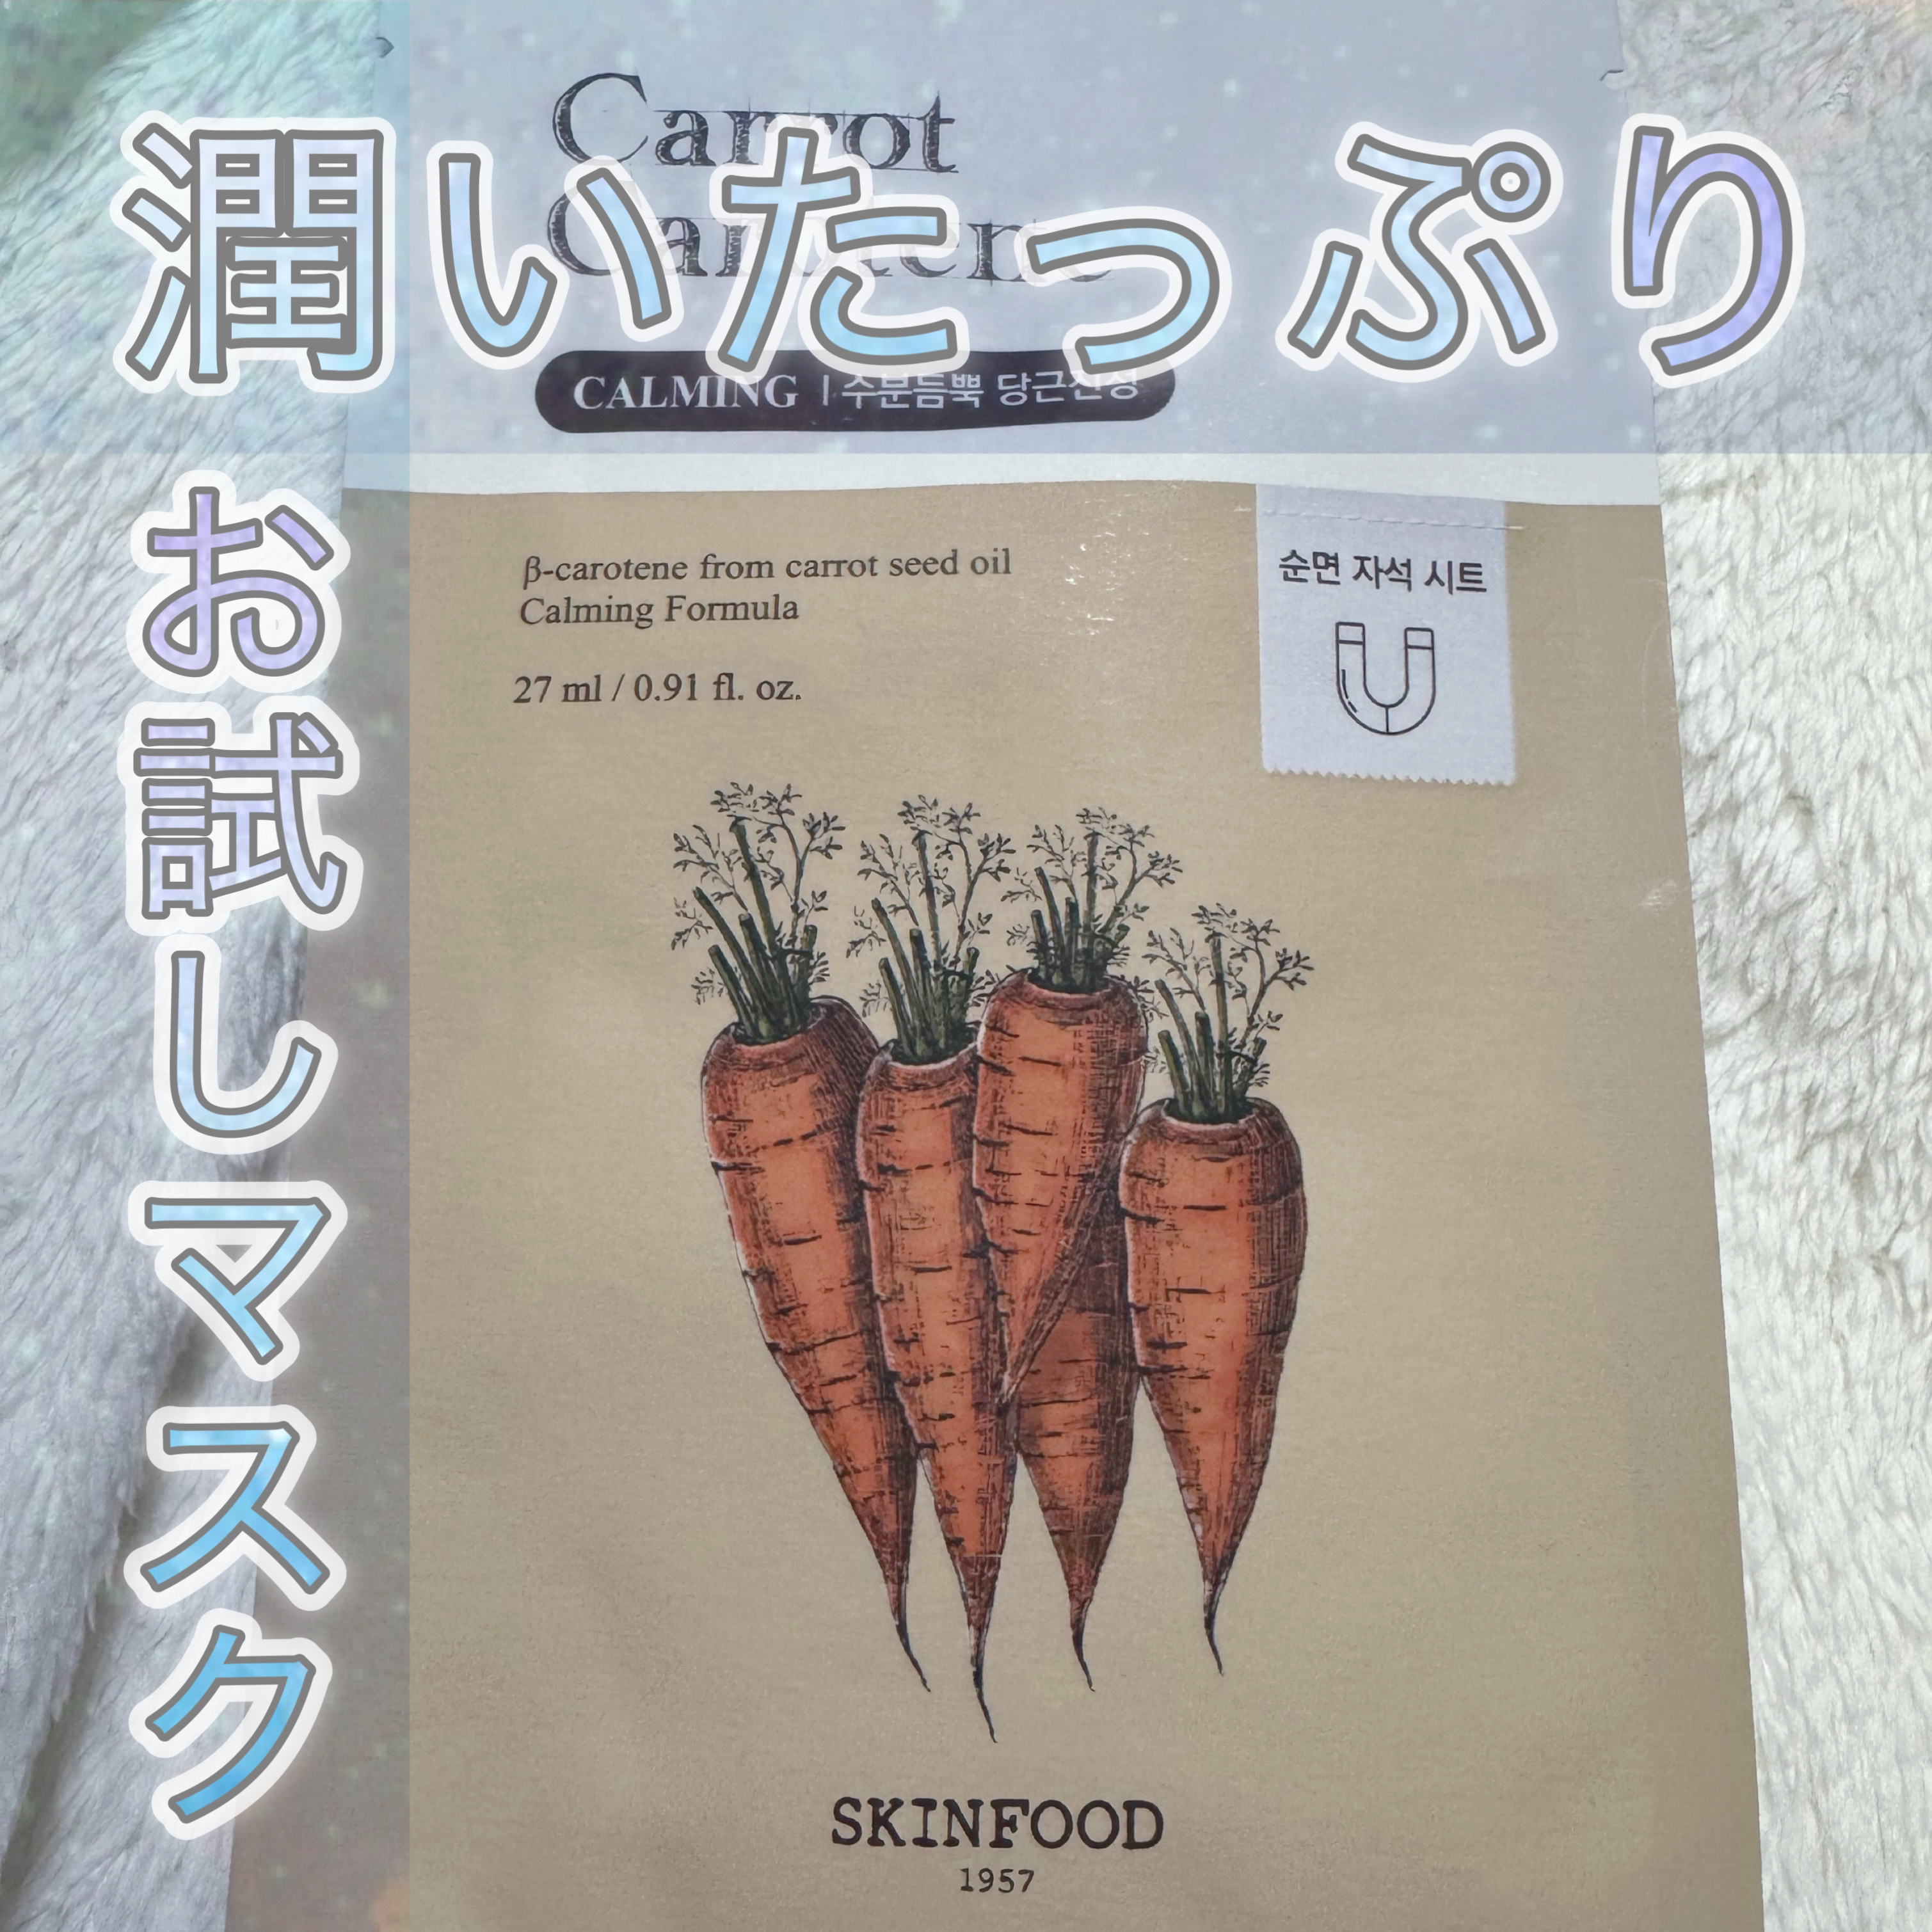 Carrot
Carotene
潤いたっぷり
CALMING | 수분듬뿍 당근진정
お試しマスク
β-carotene from carrot seed oil
Calming Formula
27 ml / 0.91 fl. oz.
순면 자석 시트
SKINFOOD
1957